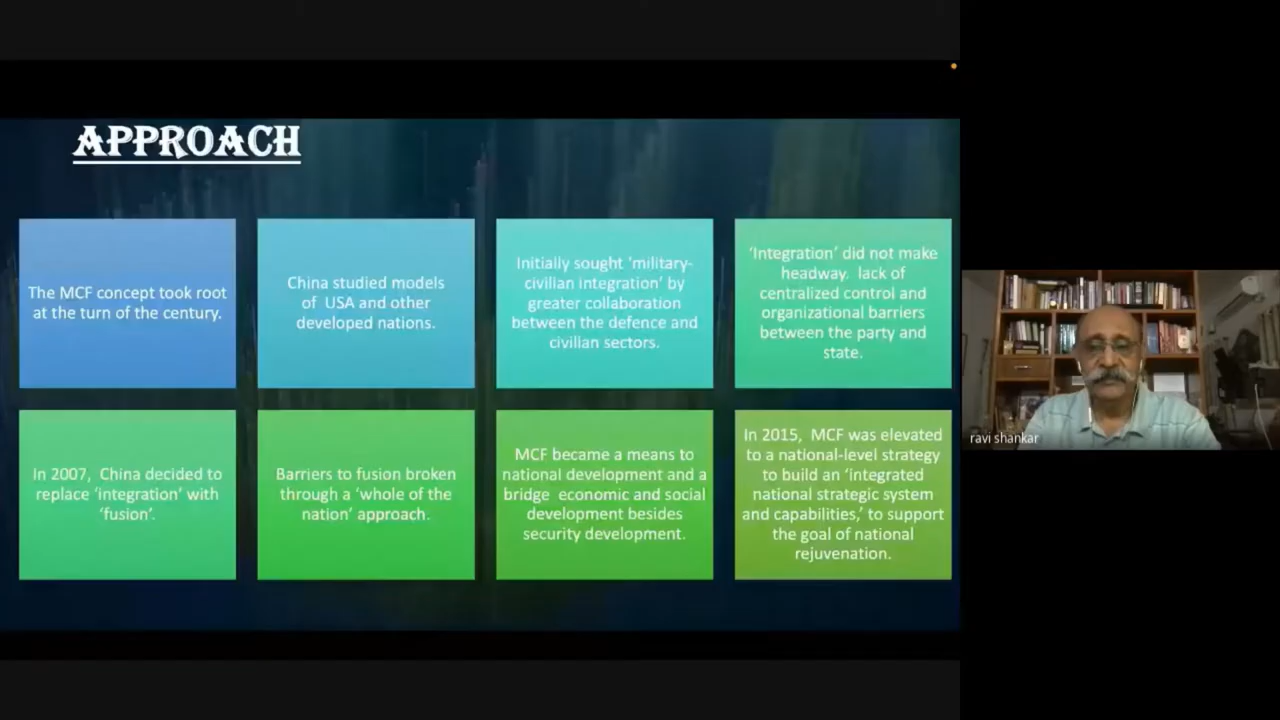 APPROACH
The MCF concept took root
at the turn of the century.
China studied models
of USA and other
developed nations.
Initially sought 'military-
civilian integration' by
greater collaboration
between the defence and
civilian sectors.
'Integration' did not make
headway. lack of
centralized control and
organizational barriers
between the party and
state.
In 2007, China decided to
replace 'integration' with
'fusion'.
Barriers to fusion broken
through a 'whole of the
nation' approach.
MCF became a means to
national development and a
bridge economic and social
development besides
security development.
In 2015, MCF was elevated
to a national-level strategy
to build an 'integrated
national strategic system
and capabilities,' to support
the goal of national
rejuvenation.
ravi shankar